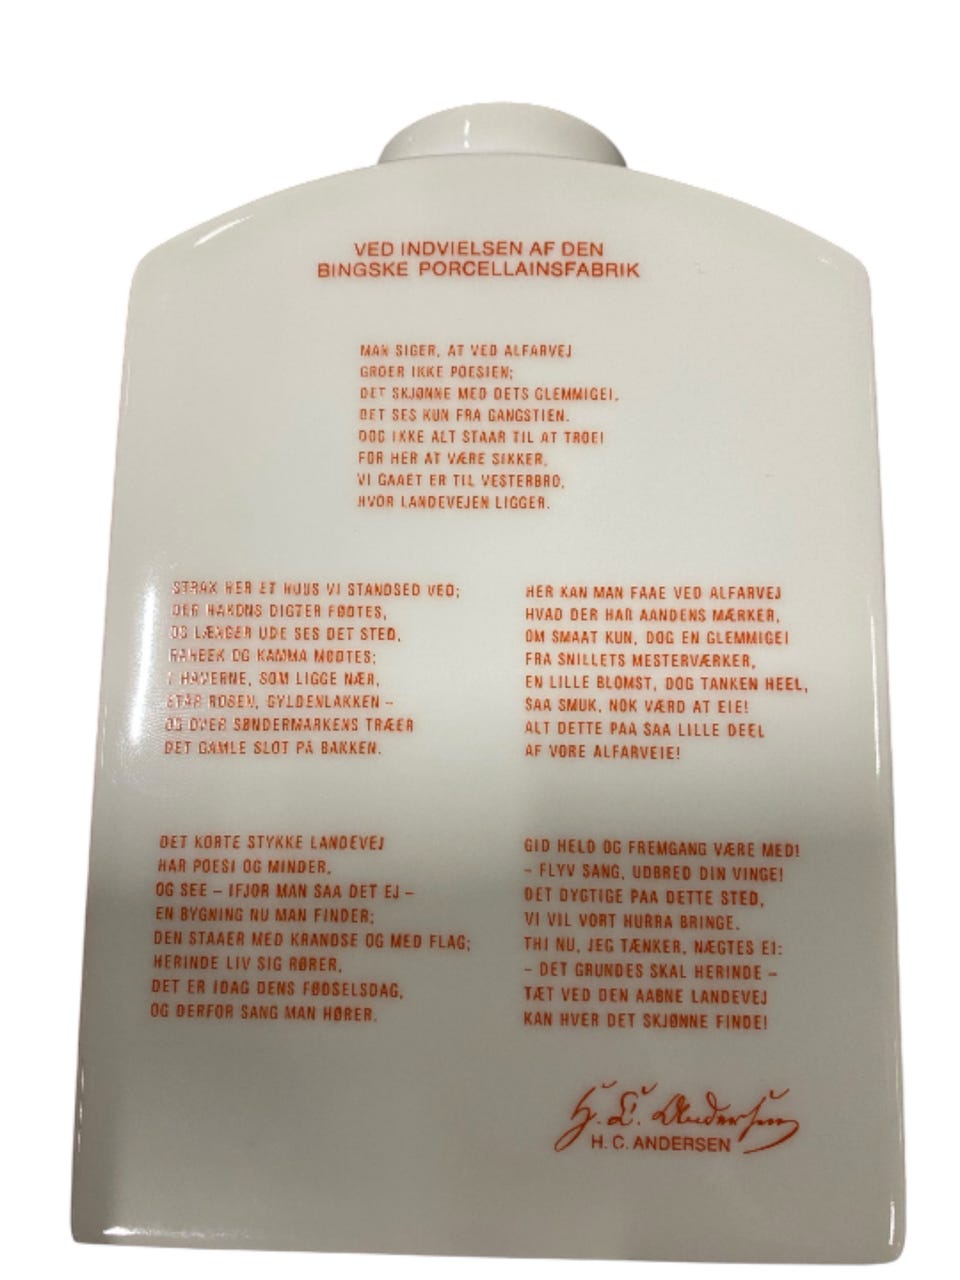 VED INDVIELSEN AF DEN
BINGSKE PORCELLAINSFABRIK
MAN SIGER, AT VED ALFARVEJ
GROER IKKE POESIEN;
DET SKJØNNE MED DETS GLEMMIGEI,
DET SES KUN FRA GANGSTIEN.
DOG IKKE ALT STAAR TIL AT TROE!
FOR HER AT VÆRE SIKKER,
VI GAAET ER TIL VESTERBRO,
HVOR LANDEVEJEN LIGGER.
STRAX HER ET HUUS VI STANDSED VED;
DER HAKONS DIGTER FØDTES,
OG LÆNGER UDE SES DET STED,
RAHBEK OG KAMMA MØDTES;
I HAVERNE, SOM LIGGE NÆR,
STAR ROSEN, GYLDENLAKKEN –
OG OVER SØNDERMARKENS TRÆER
DET GAMLE SLOT PÅ BAKKEN.
DET KORTE STYKKE LANDEVEJ
HAR POESI OG MINDER,
OG SEE – IFJOR MAN SAA DET EJ –
EN BYGNING NU MAN FINDER;
DEN STAAER MED KRANDSE OG MED FLAG;
HERINDE LIV SIG RØRER,
DET ER IDAG DENS FØDSELSDAG,
OG DERFOR SANG MAN HØRER.
HER KAN MAN FAAE VED ALFARVEJ
HVAD DER HAR AANDENS MÆRKER,
OM SMAAT KUN, DOG EN GLEMMIGEI
FRA SNILLETS MESTERVÆRKER,
EN LILLE BLOMST, DOG TANKEN HEEL,
SAA SMUK, NOK VÆRD AT EIE!
ALT DETTE PAA SAA LILLE DEEL
AF VORE ALFARVEIE!
GID HELD OG FREMGANG VÆRE MED!
– FLYV SANG, UDBRED DIN VINGE!
DET DYGTIGE PAA DETTE STED,
VI VIL VORT HURRA BRINGE.
THI NU, JEG TÆNKER, NÆGTES EI:
– DET GRUNDES SKAL HERINDE –
TÆT VED DEN AABNE LANDEVEJ
KAN HVER DET SKJØNNE FINDE!
H. C. Andersen
H. C. ANDERSEN